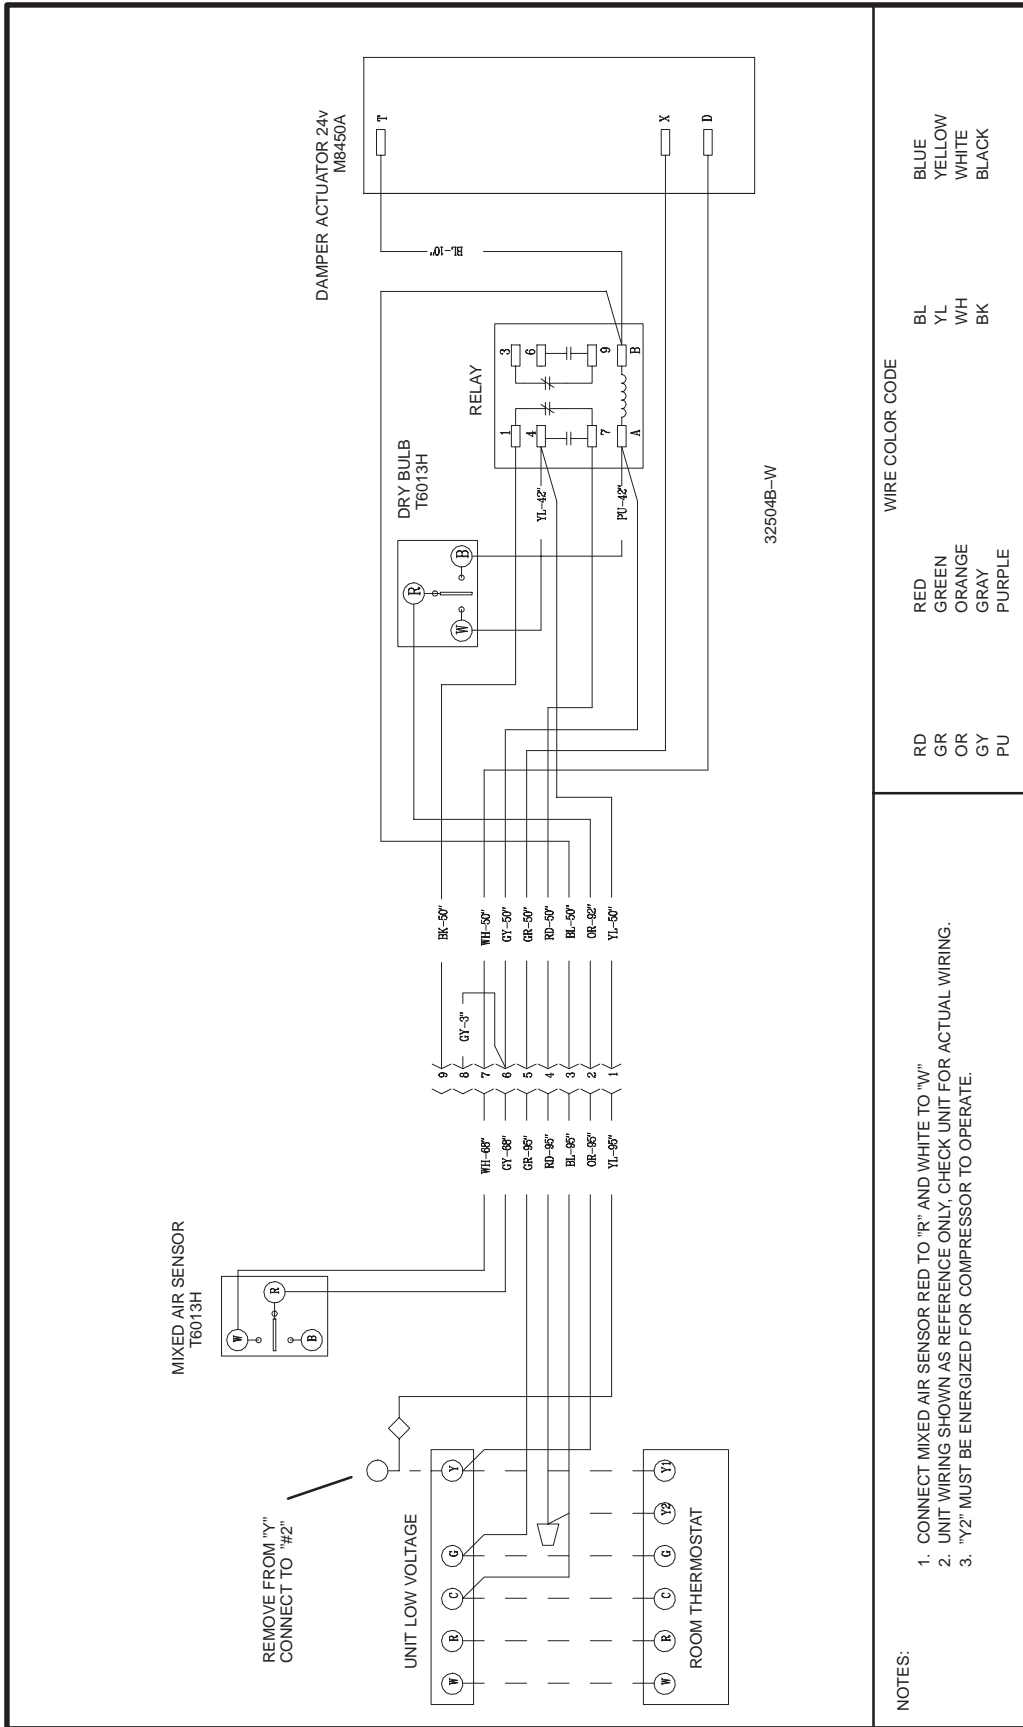 REMOVE FROM "Y"
CONNECT TO "#2"
MIXED AIR SENSOR
T6013H
W
R
B
UNIT LOW VOLTAGE
W
R
C
G
Y
ROOM THERMOSTAT
W
R
C
G
Y2
Y1
WH-68"
GY-68"
GR-95"
RD-95"
BL-95"
OR-95"
YL-95"
9
8
7
6
5
4
3
2
1
GY-3"
BK-50"
WH-50"
GY-50"
GR-50"
RD-50"
BL-50"
OR-92"
YL-50"
DRY BULB
T6013H
W
R
B
YL-42"
PU-42"
RELAY
1
3
4
6
7
9
A
B
BL-10"
DAMPER ACTUATOR 24v
M8450A
T
X
D
32504B-W
NOTES:
1. CONNECT MIXED AIR SENSOR RED TO "R" AND WHITE TO "W"
2. UNIT WIRING SHOWN AS REFERENCE ONLY, CHECK UNIT FOR ACTUAL WIRING.
3. "Y2" MUST BE ENERGIZED FOR COMPRESSOR TO OPERATE.
WIRE COLOR CODE
RD RED BL BLUE
GR GREEN YL YELLOW
OR ORANGE WH WHITE
GY GRAY BK BLACK
PU PURPLE